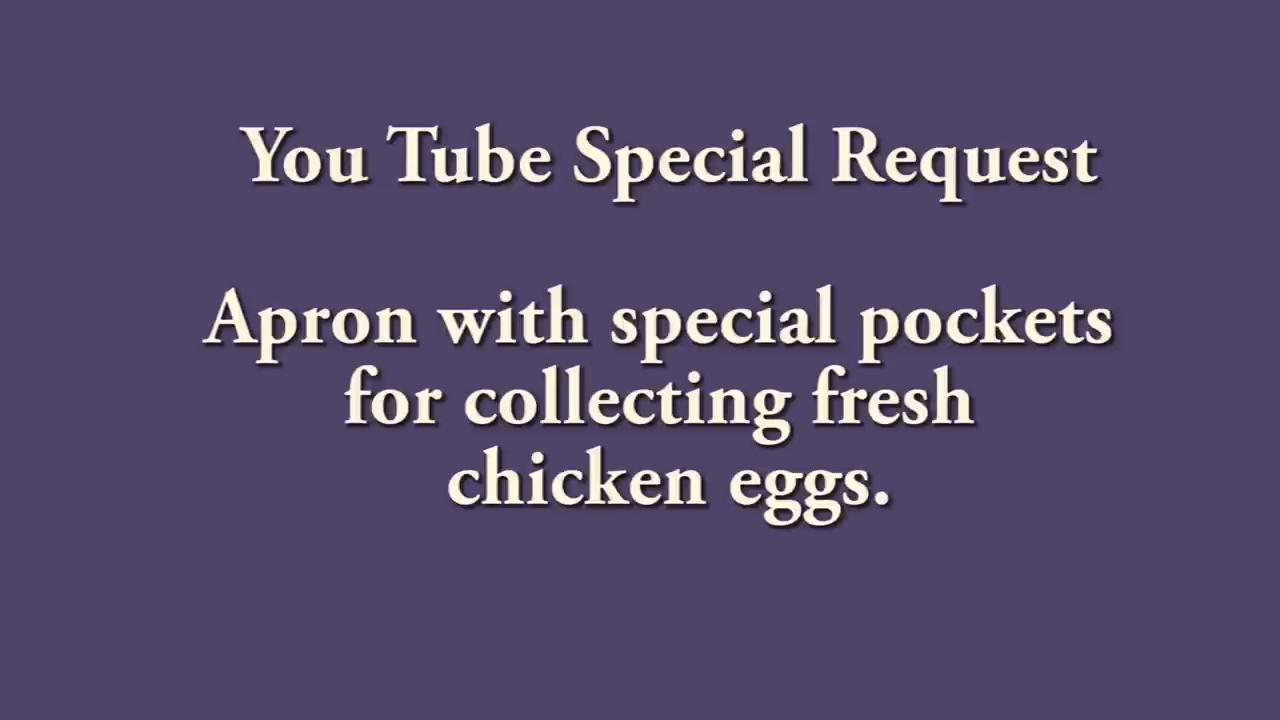 You Tube Special Request
Apron with special pockets
for collecting fresh
chicken eggs.